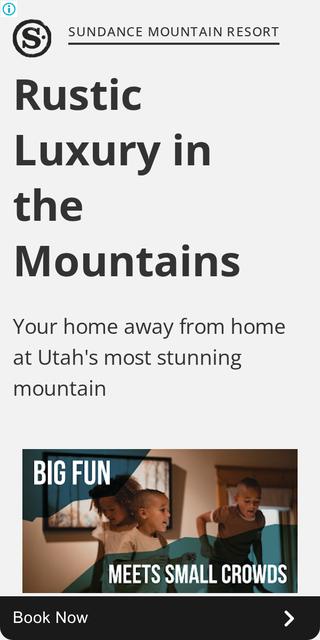 S
SUNDANCE MOUNTAIN RESORT
Rustic
Luxury in
the
Mountains
Your home away from home
at Utah's most stunning
mountain
BIG FUN
MEETS SMALL CROWDS
Book Now